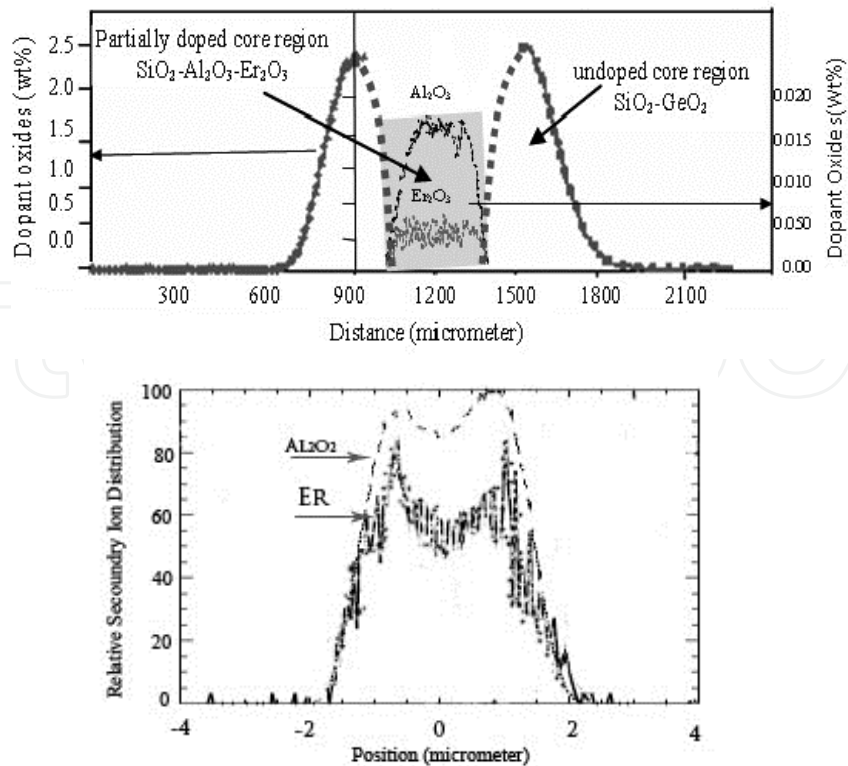 Dopant oxides (wt%)
2.5
2.0
1.5
1.0
0.5
0.0
Partially doped core region
SiO₂-Al₂O₃-Er₂O₃
Al₂O₃
Er₂O₃
undoped core region
SiO₂-GeO₂
0.020
0.017
0.010
0.050
0.00
Dopant Oxides(Wt%)
300 600 900 1200 1500 1800 2100
Distance (micrometer)
Relative Secoundry Ion Distribution
100
80
60
40
20
0
AL₂O₂
ER
-4 -2 0 2 4
Position (micrometer)